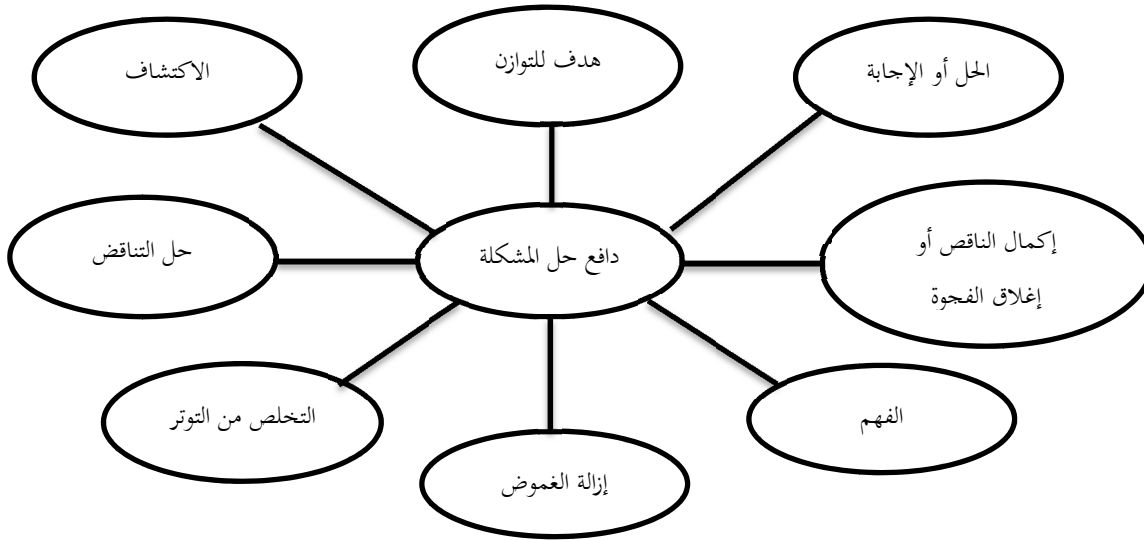 الحل أو الإجابة
هدف للتوازن
الاكتشاف
إكمال الناقص أو
إغلاق الفجوة
دافع حل المشكلة
حل التناقض
الفهم
إزالة الغموض
التخلص من التوتر